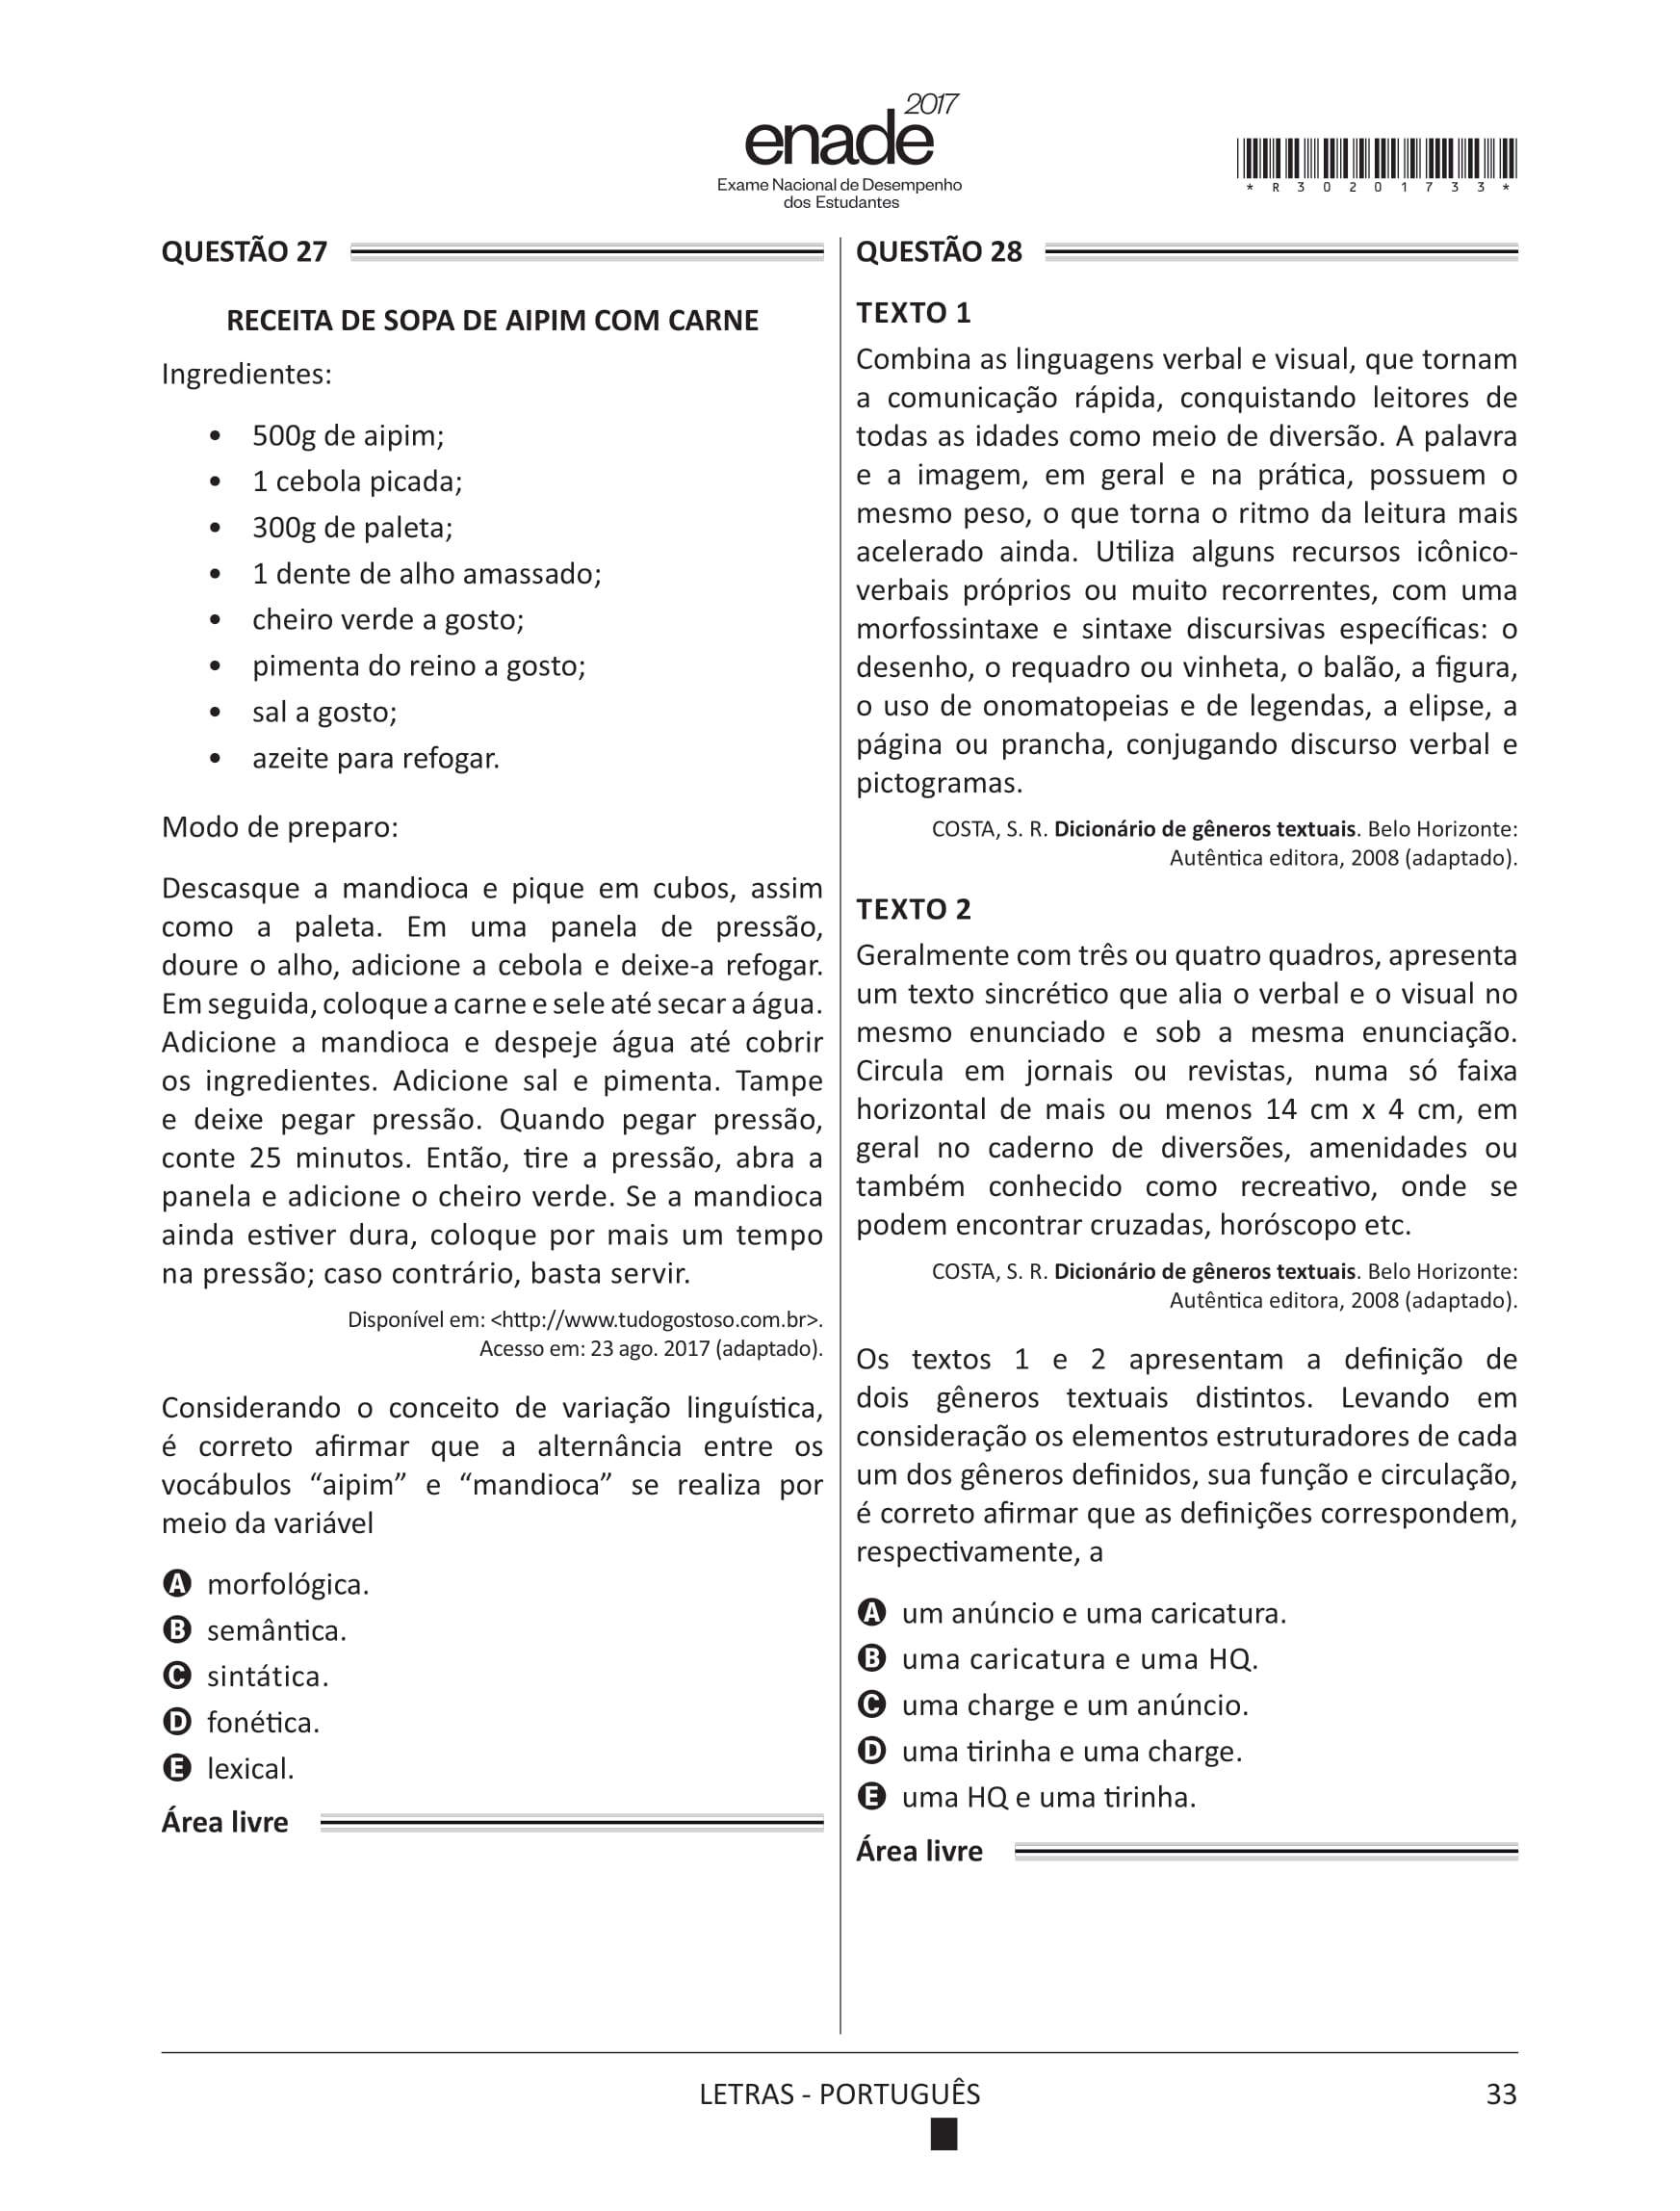 enade 2017
Exame Nacional de Desempenho
dos Estudantes
* R 3 0 2 0 1 7 3 3 *
QUESTÃO 27
RECEITA DE SOPA DE AIPIM COM CARNE
Ingredientes:
• 500g de aipim;
• 1 cebola picada;
• 300g de paleta;
• 1 dente de alho amassado;
• cheiro verde a gosto;
• pimenta do reino a gosto;
• sal a gosto;
• azeite para refogar.
Modo de preparo:
Descasque a mandioca e pique em cubos, assim
como a paleta. Em uma panela de pressão,
doure o alho, adicione a cebola e deixe-a refogar.
Em seguida, coloque a carne e sele até secar a água.
Adicione a mandioca e despeje água até cobrir
os ingredientes. Adicione sal e pimenta. Tampe
e deixe pegar pressão. Quando pegar pressão,
conte 25 minutos. Então, tire a pressão, abra a
panela e adicione o cheiro verde. Se a mandioca
ainda estiver dura, coloque por mais um tempo
na pressão; caso contrário, basta servir.
Disponível em: <http://www.tudogostoso.com.br>.
Acesso em: 23 ago. 2017 (adaptado).
Considerando o conceito de variação linguística,
é correto afirmar que a alternância entre os
vocábulos “aipim” e “mandioca” se realiza por
meio da variável
A morfológica.
B semântica.
C sintática.
D fonética.
E lexical.
Área livre
QUESTÃO 28
TEXTO 1
Combina as linguagens verbal e visual, que tornam
a comunicação rápida, conquistando leitores de
todas as idades como meio de diversão. A palavra
e a imagem, em geral e na prática, possuem o
mesmo peso, o que torna o ritmo da leitura mais
acelerado ainda. Utiliza alguns recursos icônico-
verbais próprios ou muito recorrentes, com uma
morfossintaxe e sintaxe discursivas específicas: o
desenho, o requadro ou vinheta, o balão, a figura,
o uso de onomatopeias e de legendas, a elipse, a
página ou prancha, conjugando discurso verbal e
pictogramas.
COSTA, S. R. Dicionário de gêneros textuais. Belo Horizonte:
Autêntica editora, 2008 (adaptado).
TEXTO 2
Geralmente com três ou quatro quadros, apresenta
um texto sincrético que alia o verbal e o visual no
mesmo enunciado e sob a mesma enunciação.
Circula em jornais ou revistas, numa só faixa
horizontal de mais ou menos 14 cm x 4 cm, em
geral no caderno de diversões, amenidades ou
também conhecido como recreativo, onde se
podem encontrar cruzadas, horóscopo etc.
COSTA, S. R. Dicionário de gêneros textuais. Belo Horizonte:
Autêntica editora, 2008 (adaptado).
Os textos 1 e 2 apresentam a definição de
dois gêneros textuais distintos. Levando em
consideração os elementos estruturadores de cada
um dos gêneros definidos, sua função e circulação,
é correto afirmar que as definições correspondem,
respectivamente, a
A um anúncio e uma caricatura.
B uma caricatura e uma HQ.
C uma charge e um anúncio.
D uma tirinha e uma charge.
E uma HQ e uma tirinha.
Área livre
LETRAS - PORTUGUÊS
33